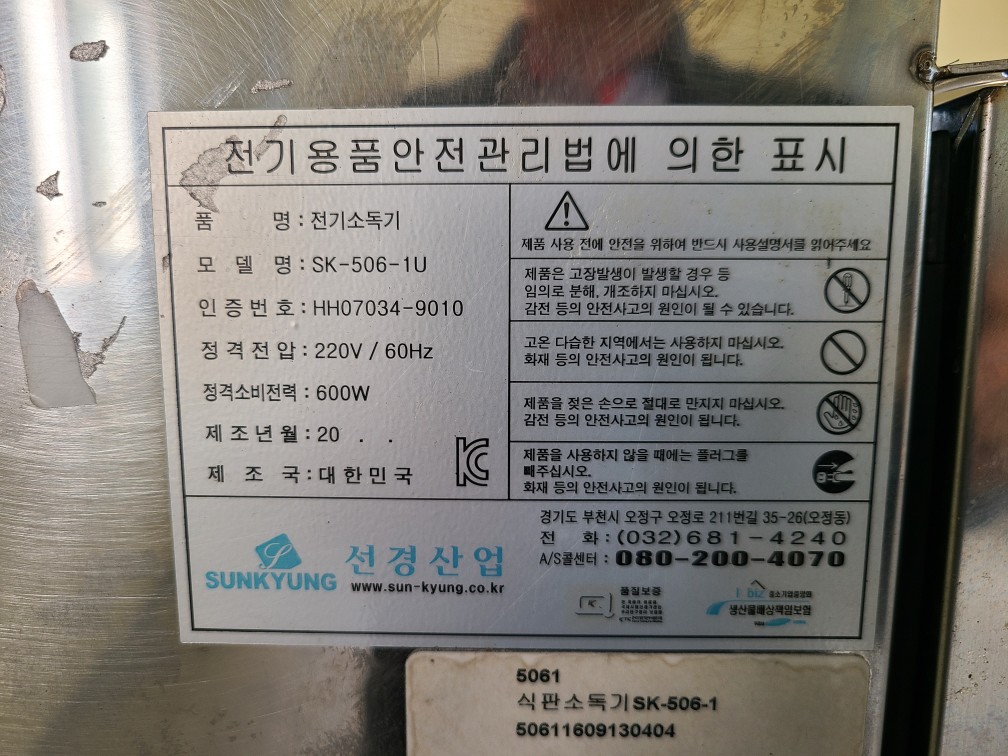 전기용품안전관리법에 의한 표시
품 명 : 전기소독기
모 델 명 : SK-506-1U
인 증 번 호 : HH07034-9010
정 격 전 압 : 220V / 60Hz
정격소비전력 : 600W
제 조 년 월 : 20 . .
제 조 국 : 대한민국
제품 사용 전에 안전을 위하여 반드시 사용설명서를 읽어주세요
제품은 고장발생이 발생할 경우 등
임의로 분해, 개조하지 마십시오.
감전 등의 안전사고의 원인이 될 수 있습니다.
고온 다습한 지역에서는 사용하지 마십시오.
화재 등의 안전사고의 원인이 됩니다.
제품을 젖은 손으로 절대로 만지지 마십시오.
감전 등의 안전사고의 원인이 됩니다.
제품을 사용하지 않을 때에는 플러그를
빼주십시오.
화재 등의 안전사고의 원인이 됩니다.
SUNKYUNG
선경산업
www.sun-kyung.co.kr
경기도 부천시 오정구 오정로 211번길 35-26(오정동)
전 화 : (032)681-4240
A/S콜센터 : 080-200-4070
품질보증
생산물배상책임보험
5061
식판소독기 SK-506-1
50611609130404